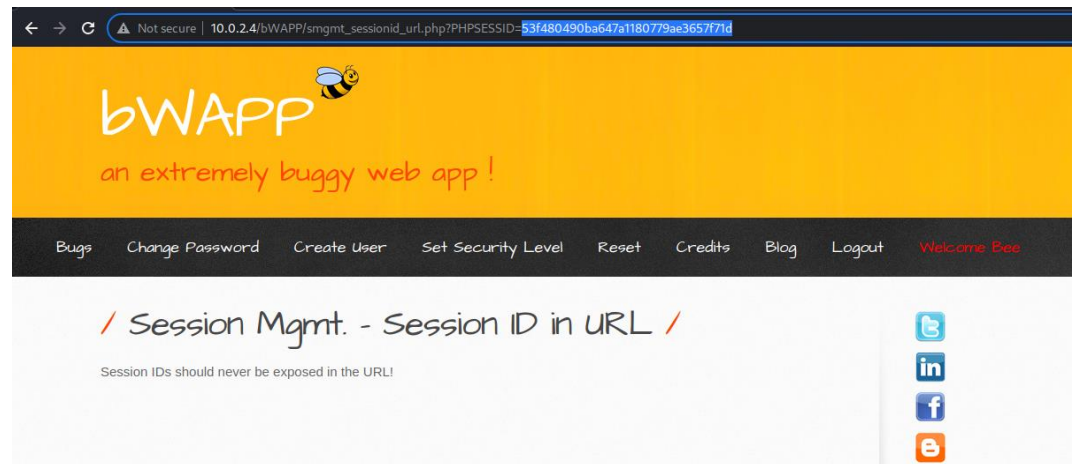 Not secure | 10.0.2.4/bWAPP/smgmt_sessionid_url.php?PHPSESSID=53f480490ba647a1180779ae3657f71d
bWAPP
an extremely buggy web app !
Bugs Change Password Create User Set Security Level Reset Credits Blog Logout Welcome Bee
/ Session Mgmt. - Session ID in URL /
Session IDs should never be exposed in the URL!